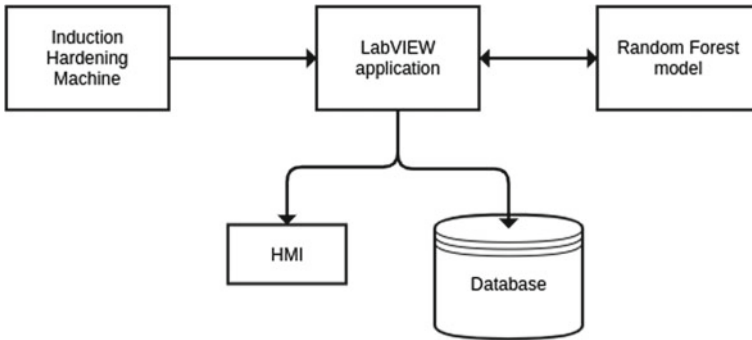 Induction
Hardening
Machine
LabVIEW
application
Random Forest
model
HMI
Database